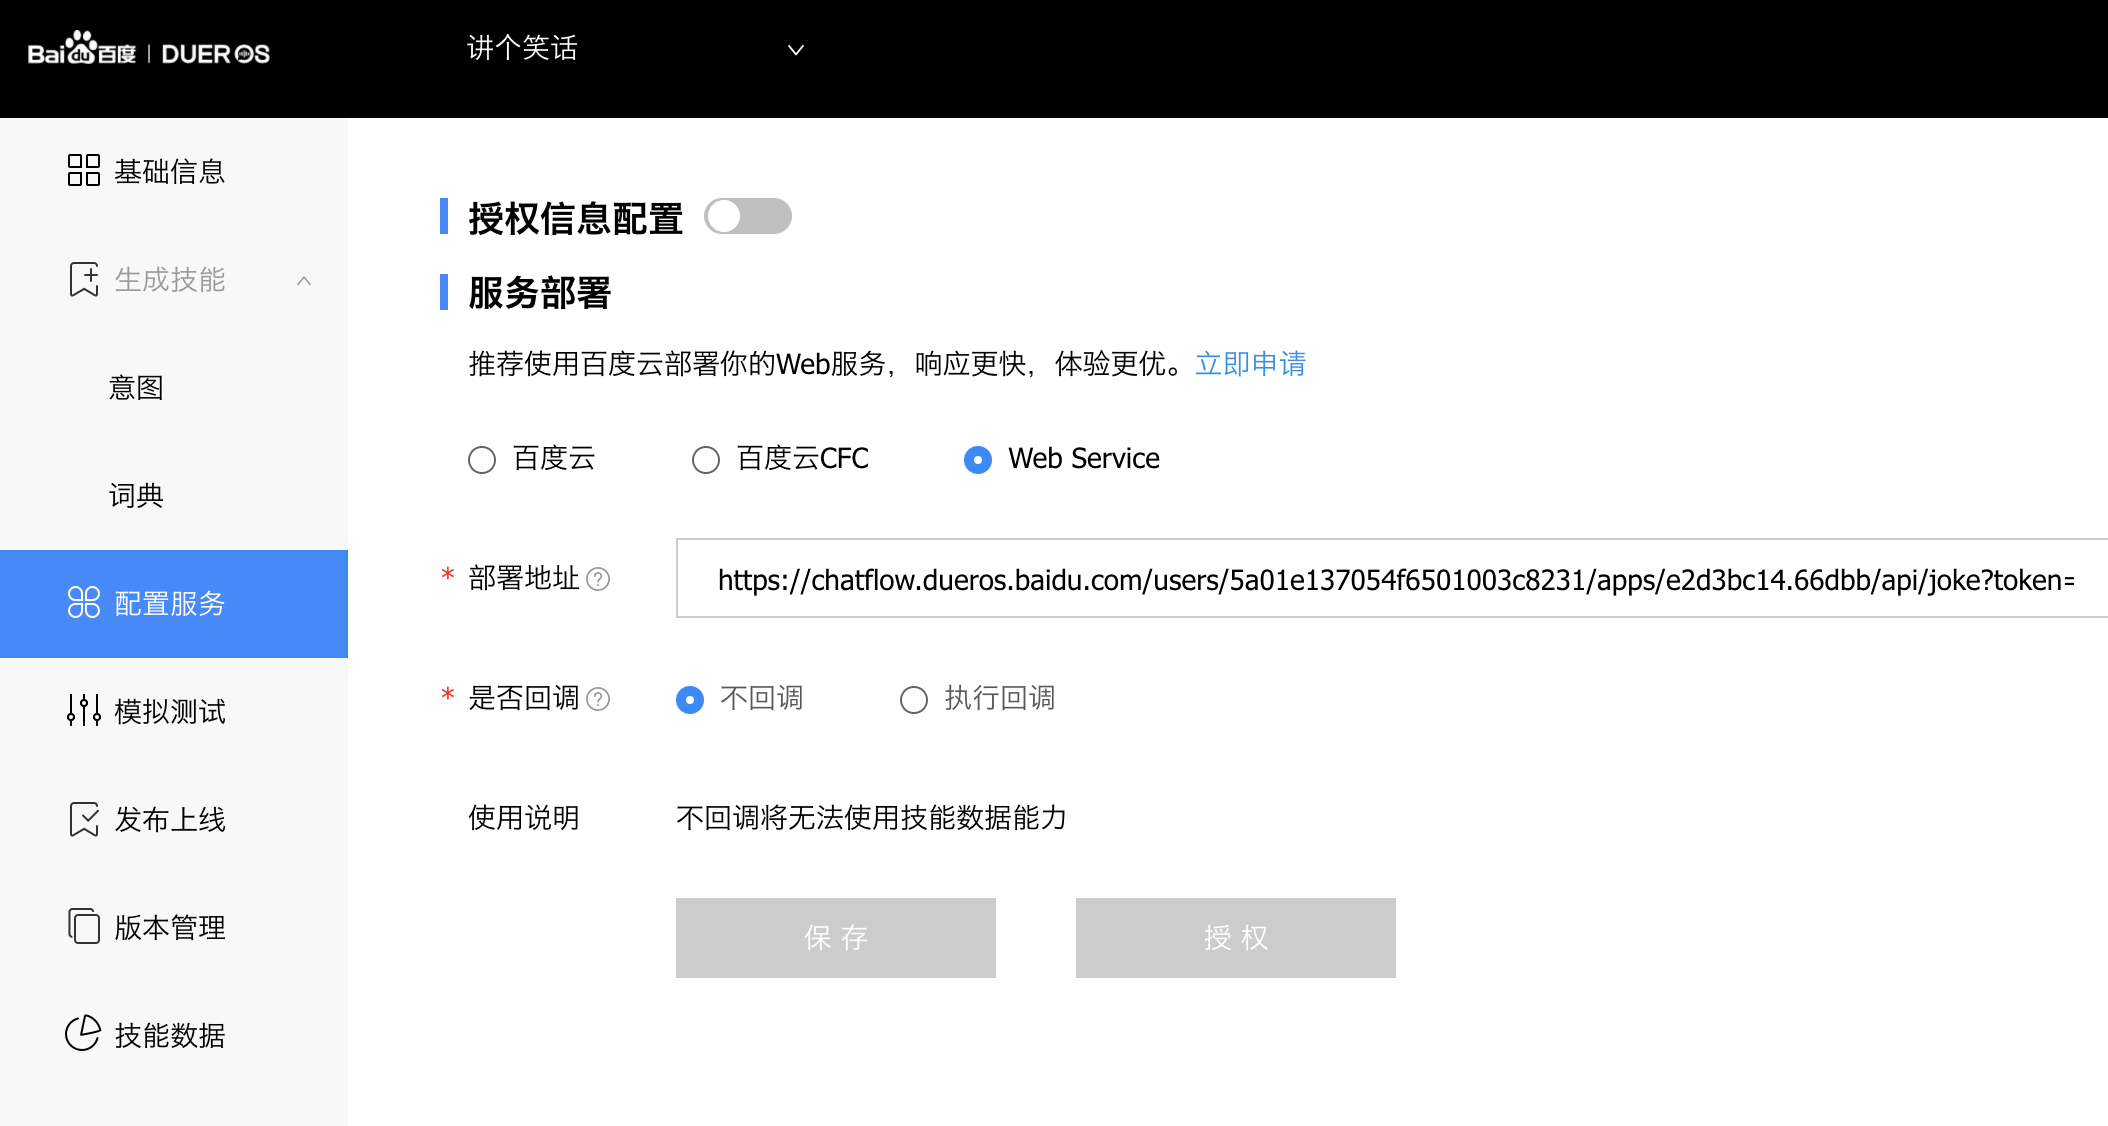 Bai du 百度 | DUEROS
讲个笑话
基础信息
生成技能
意图
词典
配置服务
模拟测试
发布上线
版本管理
技能数据
授权信息配置
服务部署
推荐使用百度云部署你的Web服务，响应更快，体验更优。立即申请
百度云 百度云CFC Web Service
* 部署地址 ? https://chatflow.dueros.baidu.com/users/5a01e137054f6501003c8231/apps/e2d3bc14.66dbb/api/joke?token=
* 是否回调 ? 不回调 执行回调
使用说明 不回调将无法使用技能数据能力
保存 授权